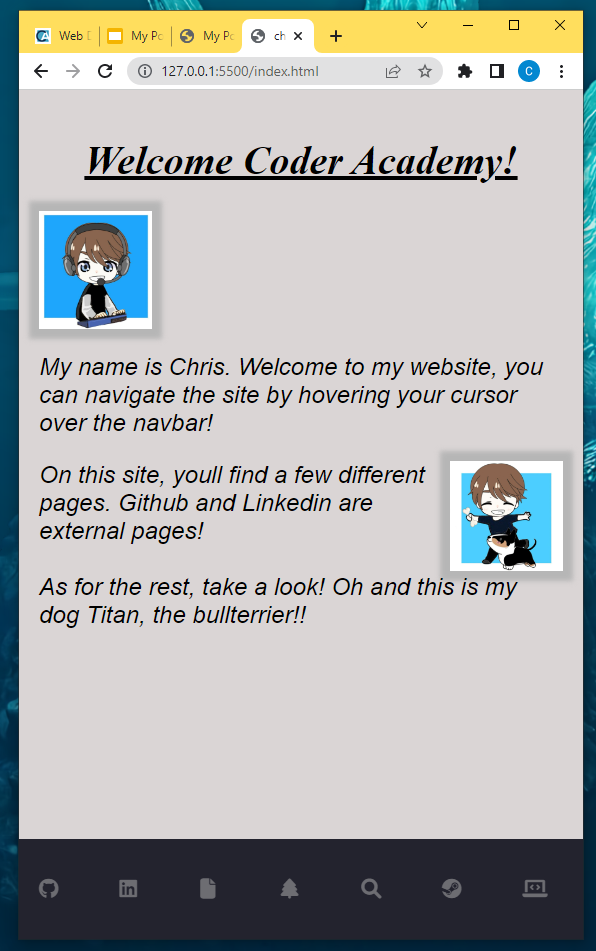 Web D
My Po
My Po
ch
127.0.0.1:5500/index.html
C
Welcome Coder Academy!
My name is Chris. Welcome to my website, you
can navigate the site by hovering your cursor
over the navbar!
On this site, youll find a few different
pages. Github and Linkedin are
external pages!
As for the rest, take a look! Oh and this is my
dog Titan, the bullterrier!!